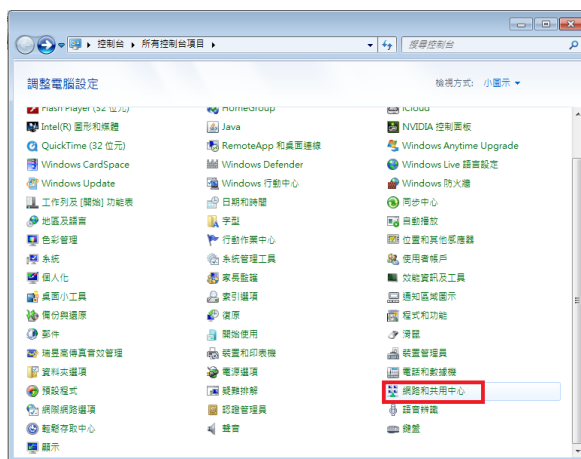 控制台 ▸ 所有控制台項目 ▸
搜尋控制台
調整電腦設定
檢視方式: 小圖示
Flash Player (32 位元) HomeGroup iCloud
Intel(R) 圖形和媒體 Java NVIDIA 控制面板
QuickTime (32 位元) RemoteApp 和桌面連線 Windows Anytime Upgrade
Windows CardSpace Windows Defender Windows Live 語言設定
Windows Update Windows 行動中心 Windows 防火牆
工作列及 [開始] 功能表 日期和時間 同步中心
地區及語言 字型 自動播放
色彩管理 行動作業中心 位置和其他感應器
系統 系統管理工具 使用者帳戶
個人化 家長監護 效能資訊及工具
桌面小工具 索引選項 通知區域圖示
備份與還原 復原 程式和功能
郵件 開始使用 滑鼠
瑞昱高傳真音效管理 裝置和印表機 裝置管理員
資料夾選項 電源選項 電話和數據機
預設程式 疑難排解 網路和共用中心
網際網路選項 認證管理員 語音辨識
輕鬆存取中心 聲音 鍵盤
顯示